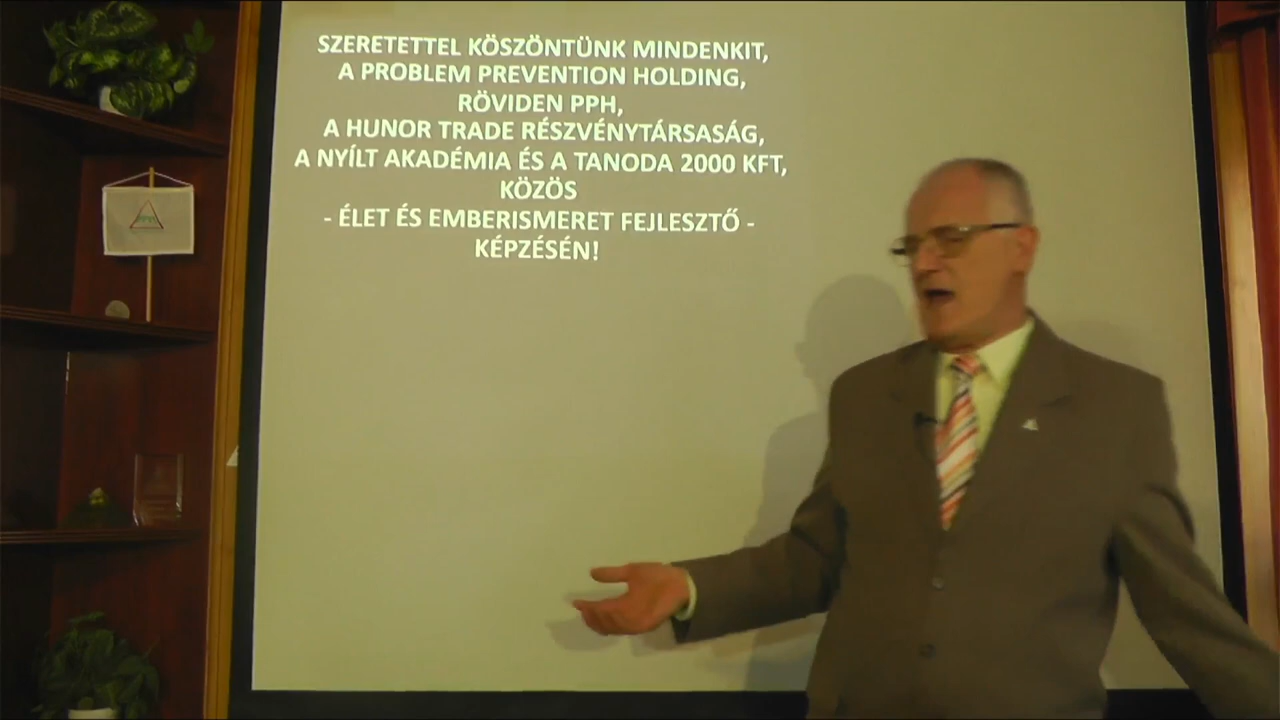 SZERETETTEL KÖSZÖNTÜNK MINDENKIT,
A PROBLEM PREVENTION HOLDING,
RÖVIDEN PPH,
A HUNOR TRADE RÉSZVÉNYTÁRSASÁG,
A NYÍLT AKADÉMIA ÉS A TANODA 2000 KFT,
KÖZÖS
- ÉLET ÉS EMBERISMERET FEJLESZTŐ -
KÉPZÉSÉN!